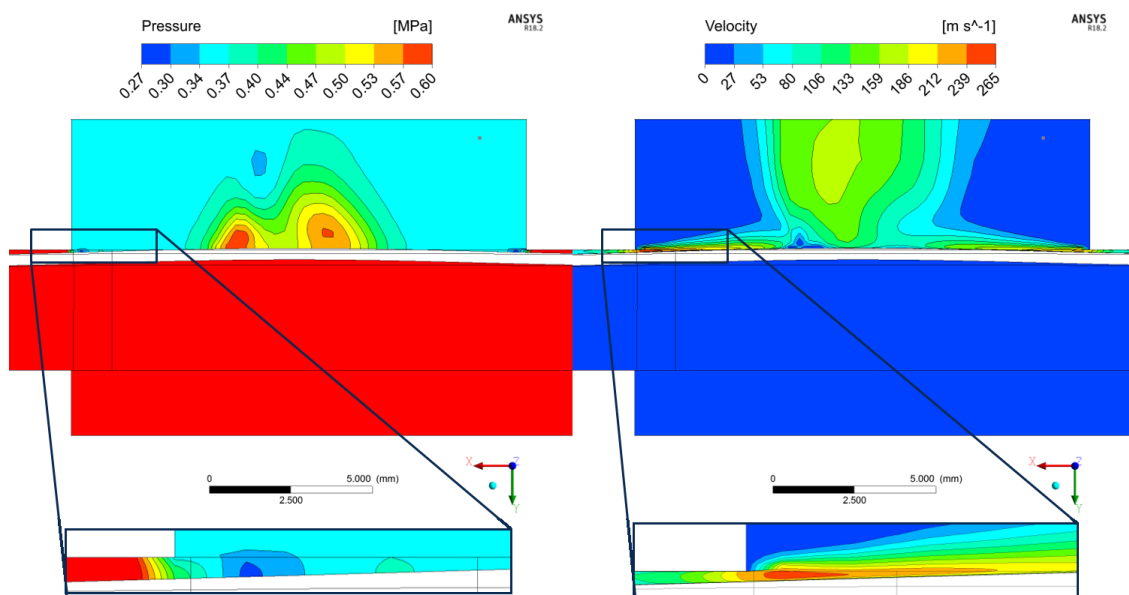 Pressure [MPa]
ANSYS
R18.2
0.27 0.30 0.34 0.37 0.40 0.44 0.47 0.50 0.53 0.57 0.60
Velocity [m s^-1]
ANSYS
R18.2
0 27 53 80 106 133 159 186 212 239 265
X Z
Y
0 5.000 (mm)
2.500
X Z
Y
0 5.000 (mm)
2.500